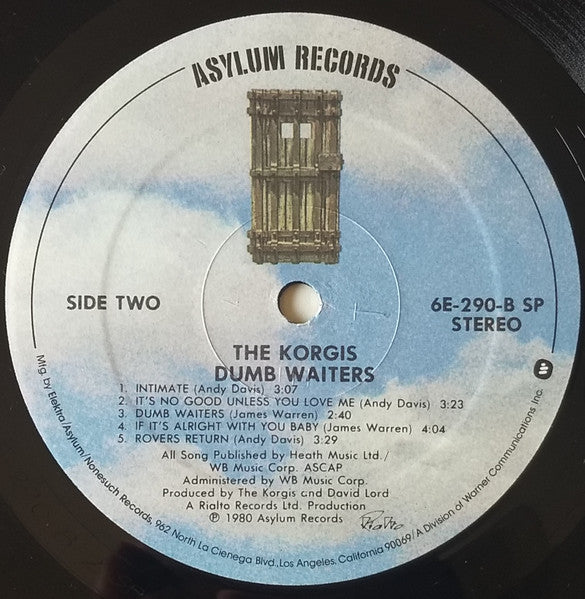 ASYLUM RECORDS
SIDE TWO
6E-290-B SP
STEREO
THE KORGIS
DUMB WAITERS
1. INTIMATE (Andy Davis) 3:07
2. IT'S NO GOOD UNLESS YOU LOVE ME (Andy Davis) 3:23
3. DUMB WAITERS (James Warren) 2:40
4. IF IT'S ALRIGHT WITH YOU BABY (James Warren) 4:04
5. ROVERS RETURN (Andy Davis) 3:29
All Song Published by Heath Music Ltd./
WB Music Corp. ASCAP
Administered by WB Music Corp.
Produced by The Korgis and David Lord
A Rialto Records Ltd. Production
℗ 1980 Asylum Records
Rialto
Mfg. by Elektra/Asylum/Nonesuch Records, 962 North La Cienega Blvd., Los Angeles, California 90069/A Division of Warner Communications Inc.